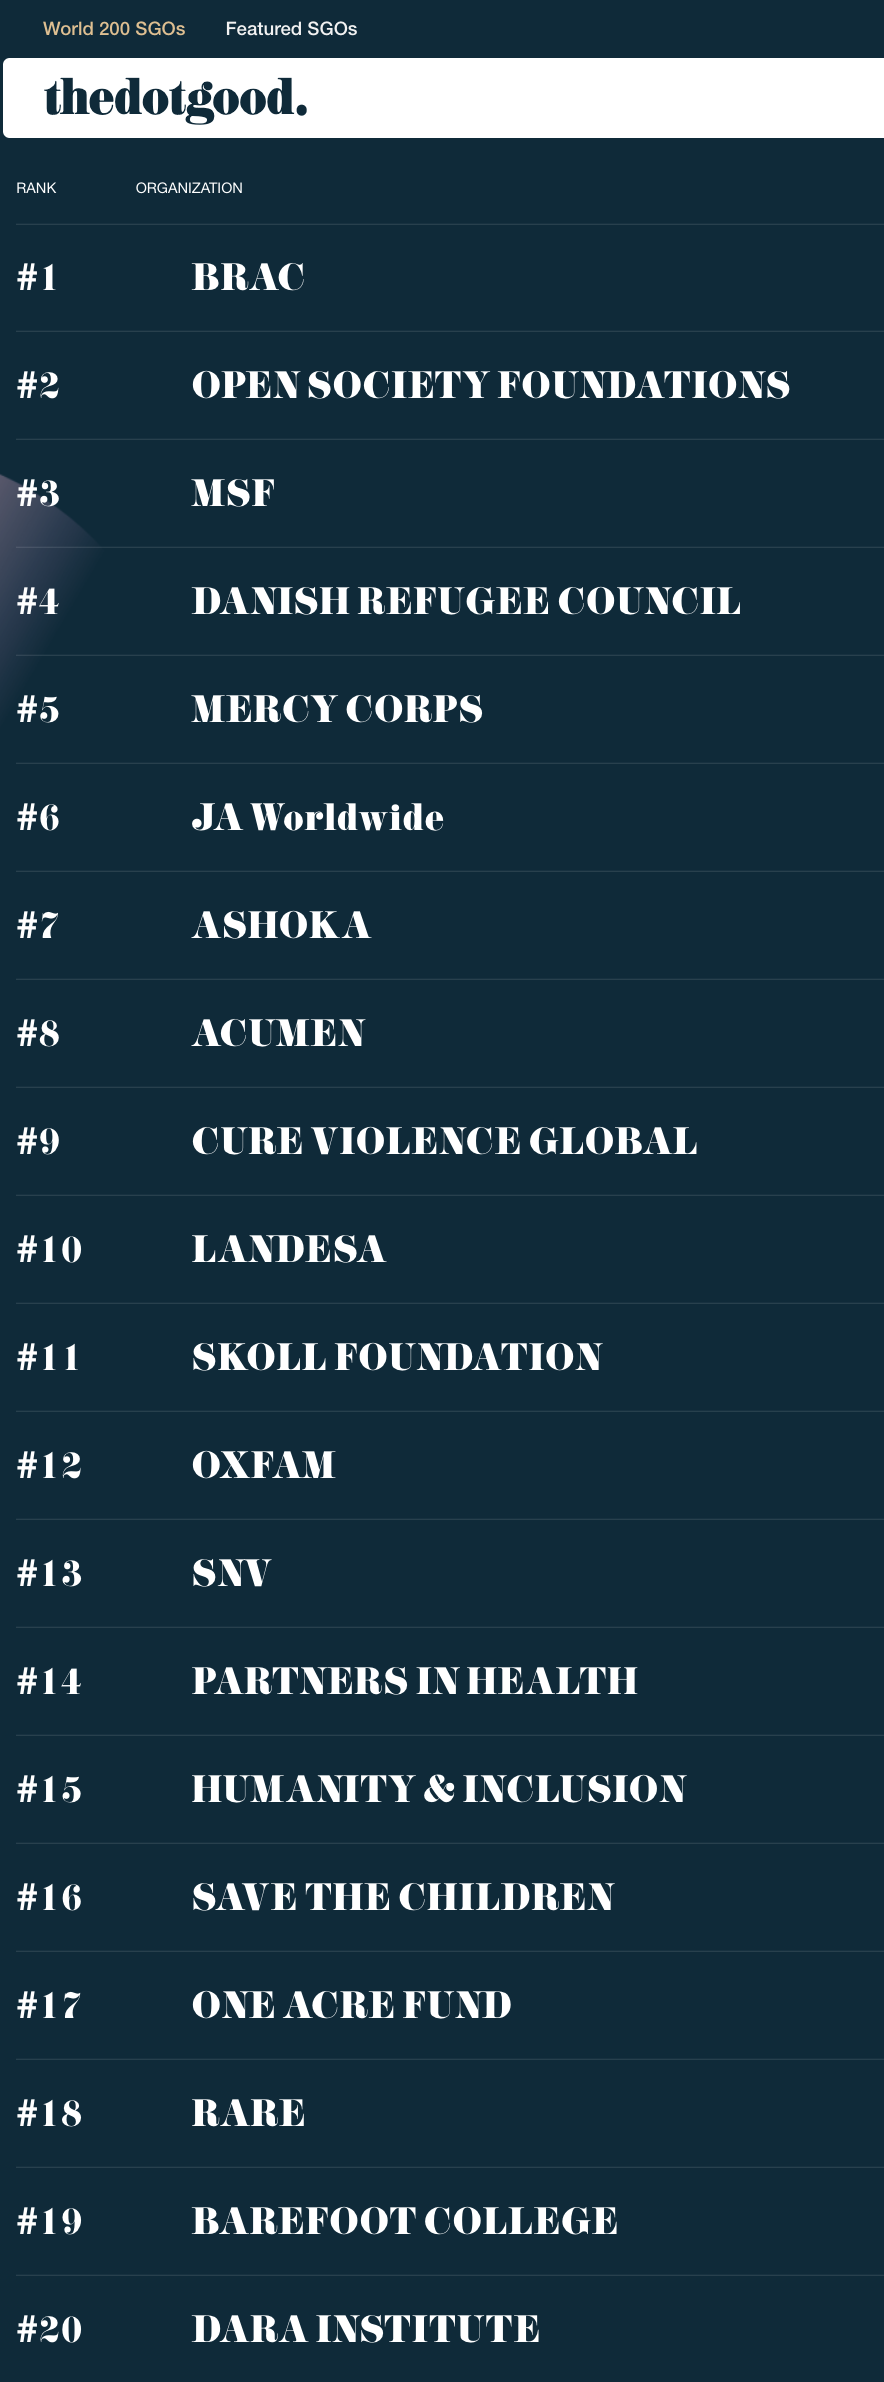 World 200 SGOs Featured SGOs
thedotgood.
RANK ORGANIZATION
#1 BRAC
#2 OPEN SOCIETY FOUNDATIONS
#3 MSF
#4 DANISH REFUGEE COUNCIL
#5 MERCY CORPS
#6 JA Worldwide
#7 ASHOKA
#8 ACUMEN
#9 CURE VIOLENCE GLOBAL
#10 LANDESA
#11 SKOLL FOUNDATION
#12 OXFAM
#13 SNV
#14 PARTNERS IN HEALTH
#15 HUMANITY & INCLUSION
#16 SAVE THE CHILDREN
#17 ONE ACRE FUND
#18 RARE
#19 BAREFOOT COLLEGE
#20 DARA INSTITUTE